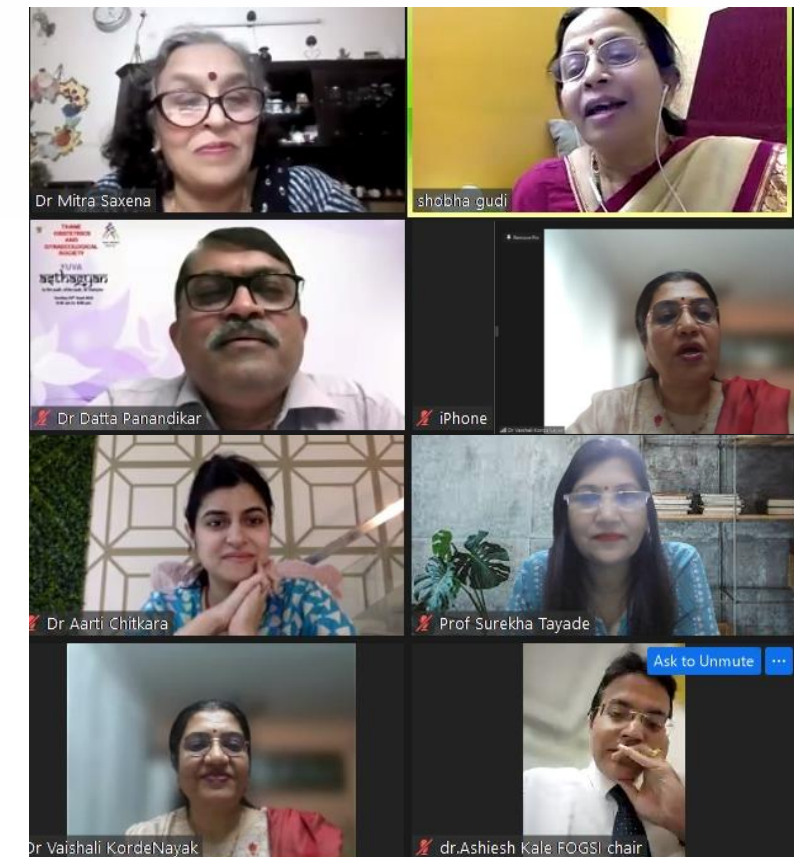 Dr Mitra Saxena
shobha gudi
THANE
OBSTETRICS
AND
GYNAECOLOGICAL
SOCIETY
YUVA
asthagyan
Dr Datta Panandikar
iPhone
Dr Aarti Chitkara
Prof Surekha Tayade
Ask to Unmute
...
Dr Vaishali KordeNayak
dr.Ashiesh Kale FOGSI chair